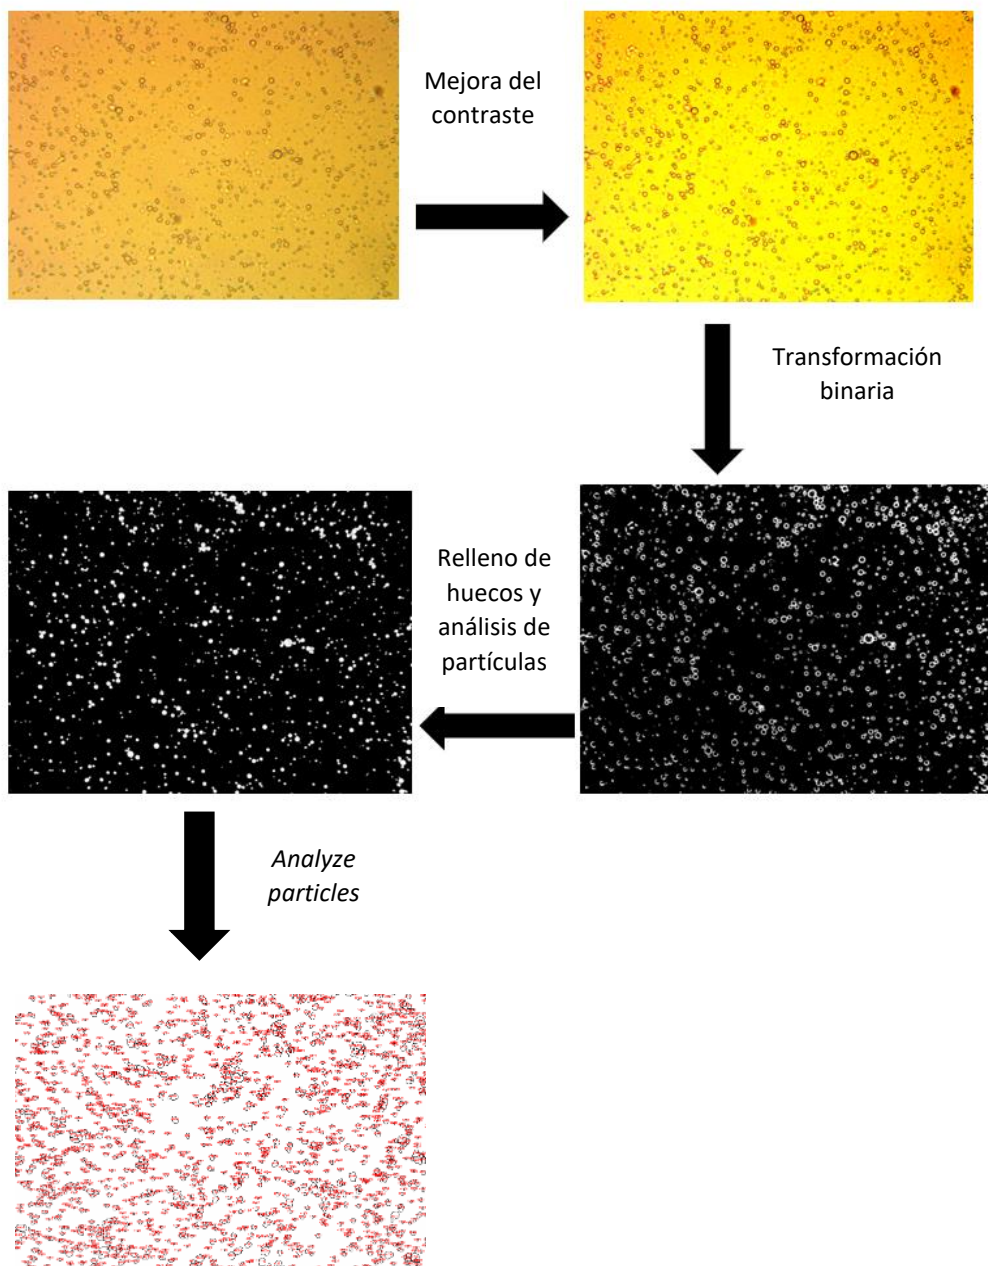 Mejora del
contraste
Transformación
binaria
Relleno de
huecos y
análisis de
partículas
Analyze
particles